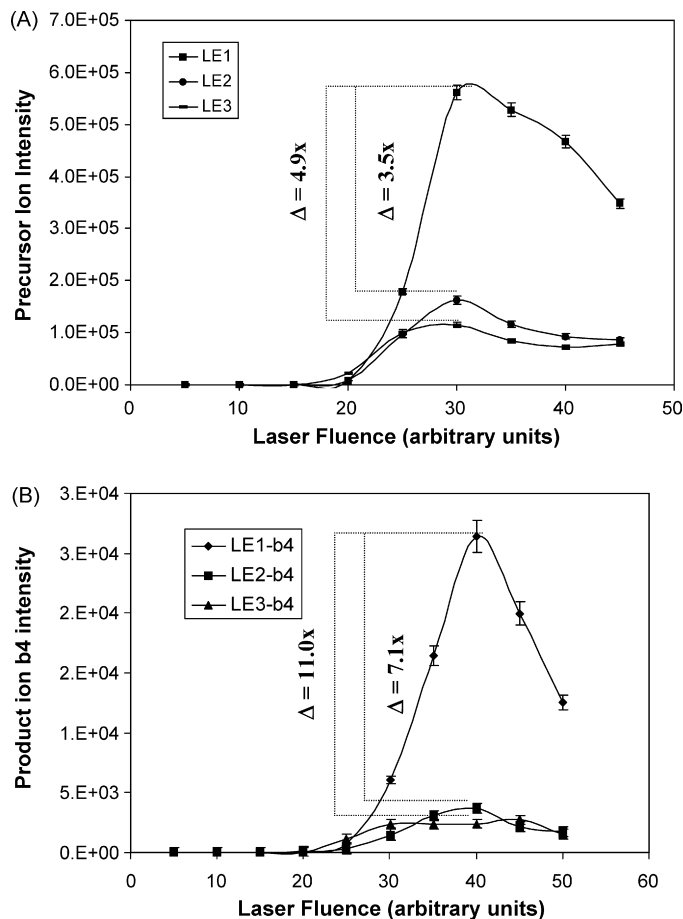 (A)
7.0E+05
6.0E+05
5.0E+05
4.0E+05
3.0E+05
2.0E+05
1.0E+05
0.0E+00
Precursor Ion Intensity
LE1
LE2
LE3
Δ = 4.9x
Δ = 3.5x
0 10 20 30 40 50
Laser Fluence (arbitrary units)
(B)
3.E+04
3.E+04
2.E+04
2.E+04
1.E+04
5.E+03
0.E+00
Product ion b4 intensity
LE1-b4
LE2-b4
LE3-b4
Δ = 11.0x
Δ = 7.1x
0 10 20 30 40 50 60
Laser Fluence (arbitrary units)